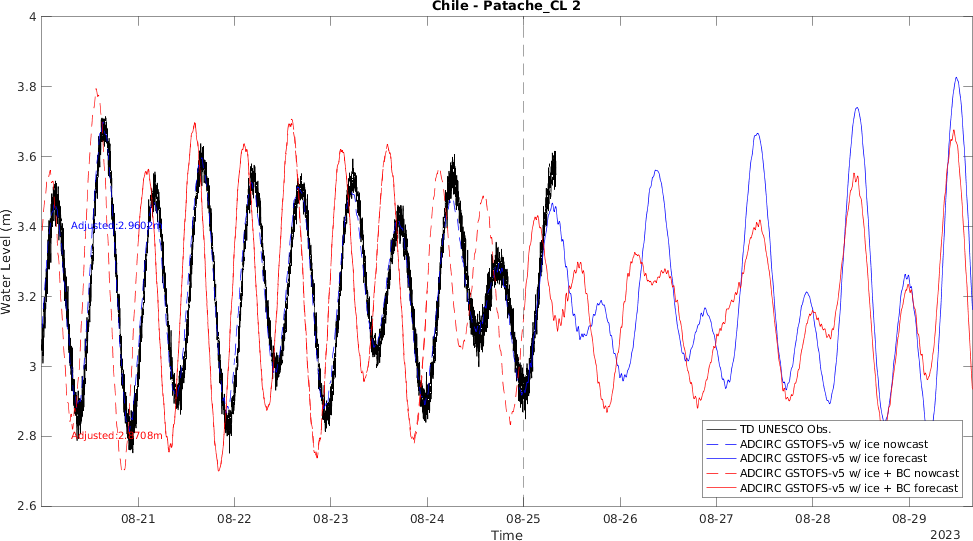 Chile - Patache_CL 2
4
3.8
3.6
3.4
3.2
3
2.8
2.6
Water Level (m)
Adjusted:2.9602m
08-21
08-22
08-23
08-24
08-25
08-26
08-27
08-28
08-29
Time
2023
TD UNESCO Obs.
ADCIRC GSTOFS-v5 w/ ice nowcast
ADCIRC GSTOFS-v5 w/ ice forecast
ADCIRC GSTOFS-v5 w/ ice + BC nowcast
ADCIRC GSTOFS-v5 w/ ice + BC forecast